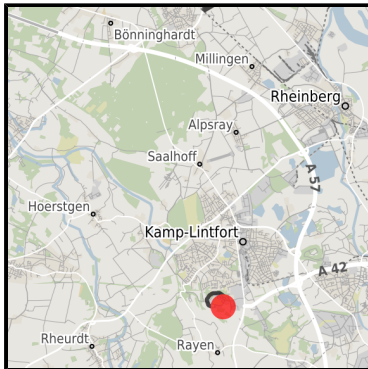 Bönninghardt
Millingen
Rheinberg
Alpsray
Saalhoff
A 57
Hoerstgen
Kamp-Lintfort
A 42
Rheurdt
Rayen